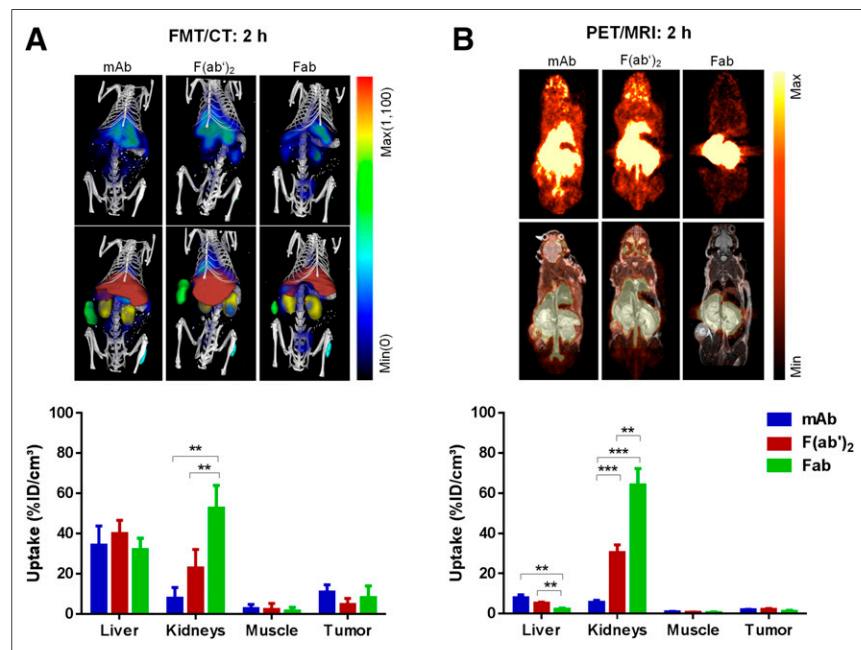 A
FMT/CT: 2 h
mAb
F(ab')₂
Fab
Max(1,100)
Min(0)
B
PET/MRI: 2 h
mAb
F(ab')₂
Fab
Max
Min
100
80
60
40
20
0
Uptake (%ID/cm³)
**
**
Liver
Kidneys
Muscle
Tumor
100
80
60
40
20
0
Uptake (%ID/cm³)
**
***
***
**
**
Liver
Kidneys
Muscle
Tumor
mAb
F(ab')₂
Fab